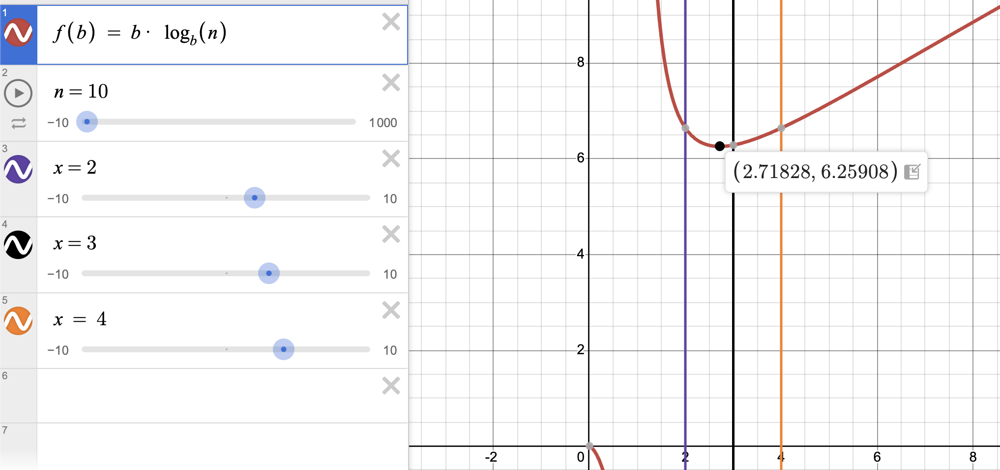 1
f(b) = b · log_b(n)
2
n = 10
−10 1000
3
x = 2
−10 10
4
x = 3
−10 10
5
x = 4
−10 10
6
7
8
6
(2.71828, 6.25908)
4
2
-2 0 2 4 6 8